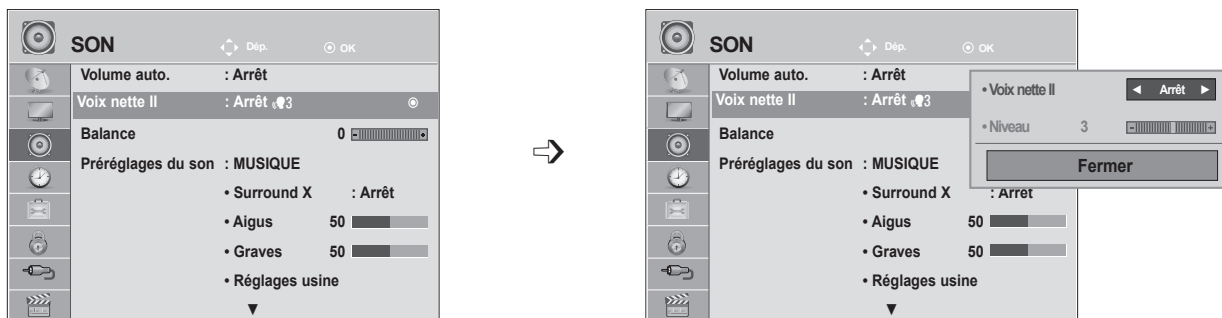 SON Dép. OK
Volume auto. : Arrêt
Voix nette II : Arrêt 3
Balance 0 - +
Préréglages du son : MUSIQUE
• Surround X : Arrêt
• Aigus 50
• Graves 50
• Réglages usine
▼
SON Dép. OK
Volume auto. : Arrêt
Voix nette II : Arrêt 3
Balance
Préréglages du son : MUSIQUE
• Surround X : Arrêt
• Aigus 50
• Graves 50
• Réglages usine
▼
• Voix nette II ◄ Arrêt ►
• Niveau 3 - +
Fermer